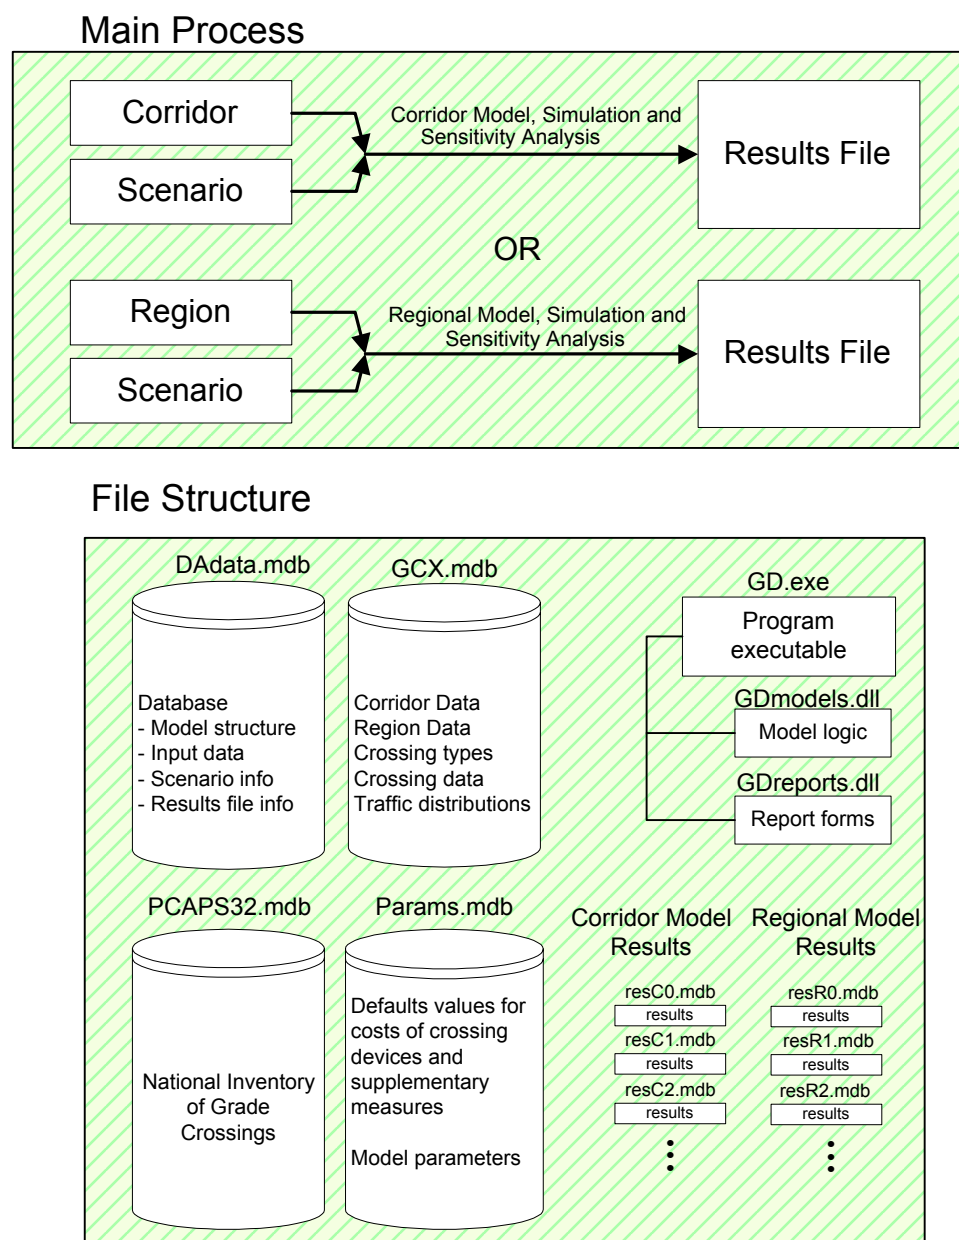 Main Process
Corridor
Scenario
Corridor Model, Simulation and
Sensitivity Analysis
Results File
OR
Region
Scenario
Regional Model, Simulation and
Sensitivity Analysis
Results File
File Structure
DAdata.mdb
Database
- Model structure
- Input data
- Scenario info
- Results file info
GCX.mdb
Corridor Data
Region Data
Crossing types
Crossing data
Traffic distributions
GD.exe
Program
executable
GDmodels.dll
Model logic
GDreports.dll
Report forms
PCAPS32.mdb
National Inventory
of Grade
Crossings
Params.mdb
Defaults values for
costs of crossing
devices and
supplementary
measures
Model parameters
Corridor Model
Results
resC0.mdb
results
resC1.mdb
results
resC2.mdb
results
Regional Model
Results
resR0.mdb
results
resR1.mdb
results
resR2.mdb
results